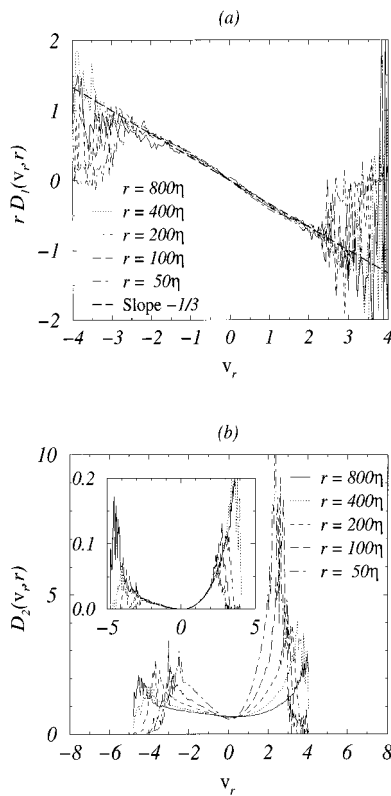 (a)
2
1
0
-1
-2
r D₁(vᵣ,r)
r = 800η
r = 400η
r = 200η
r = 100η
r = 50η
Slope -1/3
-4 -3 -2 -1 0 1 2 3 4
vᵣ
(b)
10
5
0
D₂(vᵣ,r)
0.2
0.1
0.0
-5 0 5
r = 800η
r = 400η
r = 200η
r = 100η
r = 50η
-8 -6 -4 -2 0 2 4 6 8
vᵣ